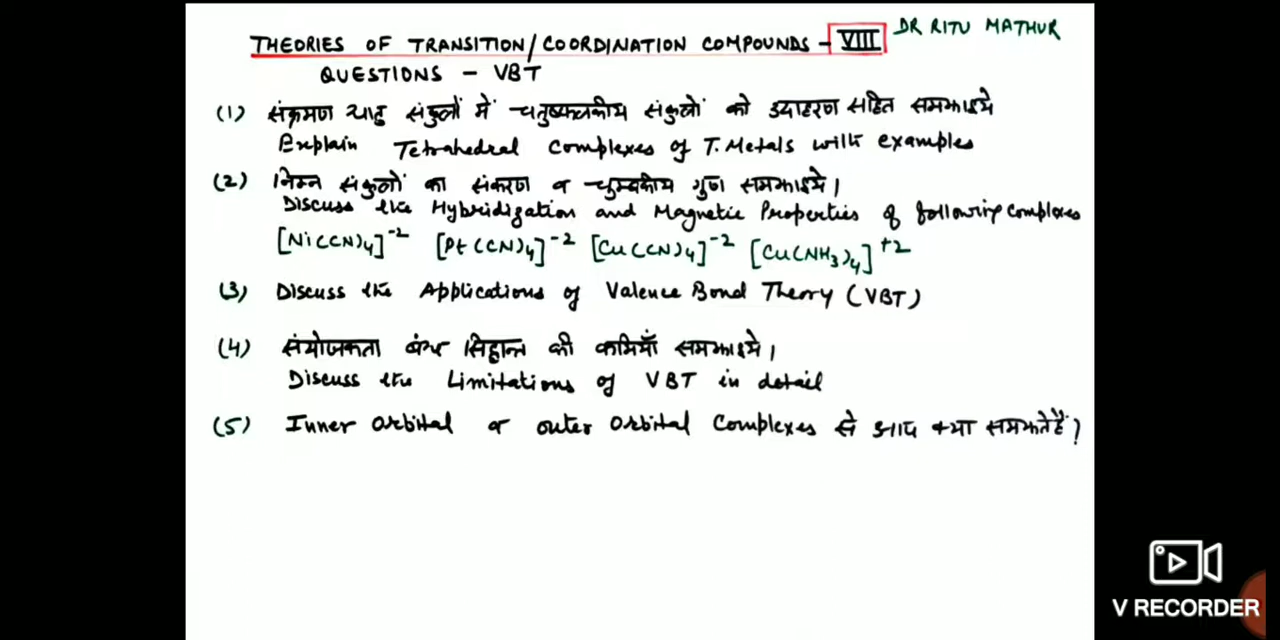 THEORIES OF TRANSITION/COORDINATION COMPOUNDS - VIII DR RITU MATHUR
QUESTIONS - VBT
(1) संक्रमण धातु संकुलों में चतुष्फलकीय संकुलों को उदाहरण सहित समझाइये
Explain Tetrahedral Complexes of T. Metals with examples
(2) निम्न संकुलों का संकरण व चुम्बकीय गुण समझाइये।
Discuss the Hybridization and Magnetic Properties of following complexes
[Ni(CN)4]⁻² [Pt(CN)4]⁻² [Cu(CN)4]⁻² [Cu(NH3)4]⁺²
(3) Discuss the Applications of Valence Bond Theory (VBT)
(4) संयोजकता बंध सिद्धान्त की कमियाँ समझाइये।
Discuss the Limitations of VBT in detail
(5) Inner Orbital व outer Orbital Complexes से आप क्या समझते हैं?
V RECORDER